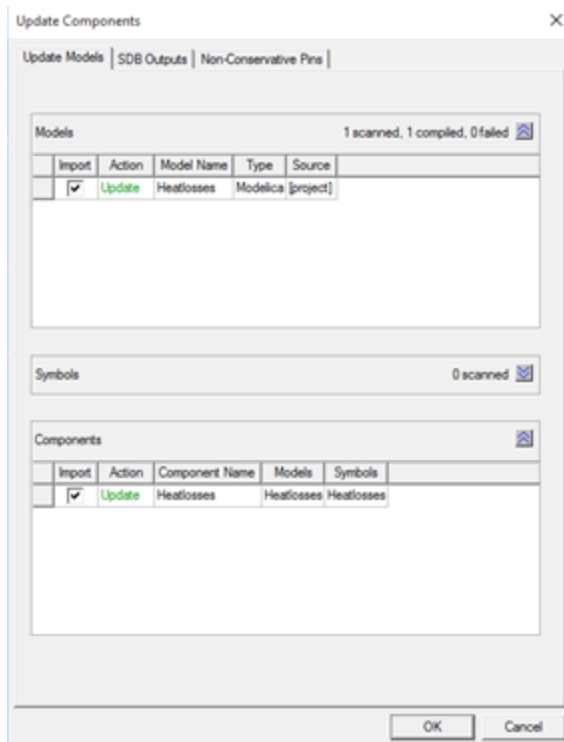 Update Components
Update Models SDB Outputs Non-Conservative Pins
Models 1 scanned, 1 compiled, 0 failed
Import Action Model Name Type Source
Update Heatlosses Modelica [project]
Symbols 0 scanned
Components
Import Action Component Name Models Symbols
Update Heatlosses Heatlosses Heatlosses
OK Cancel